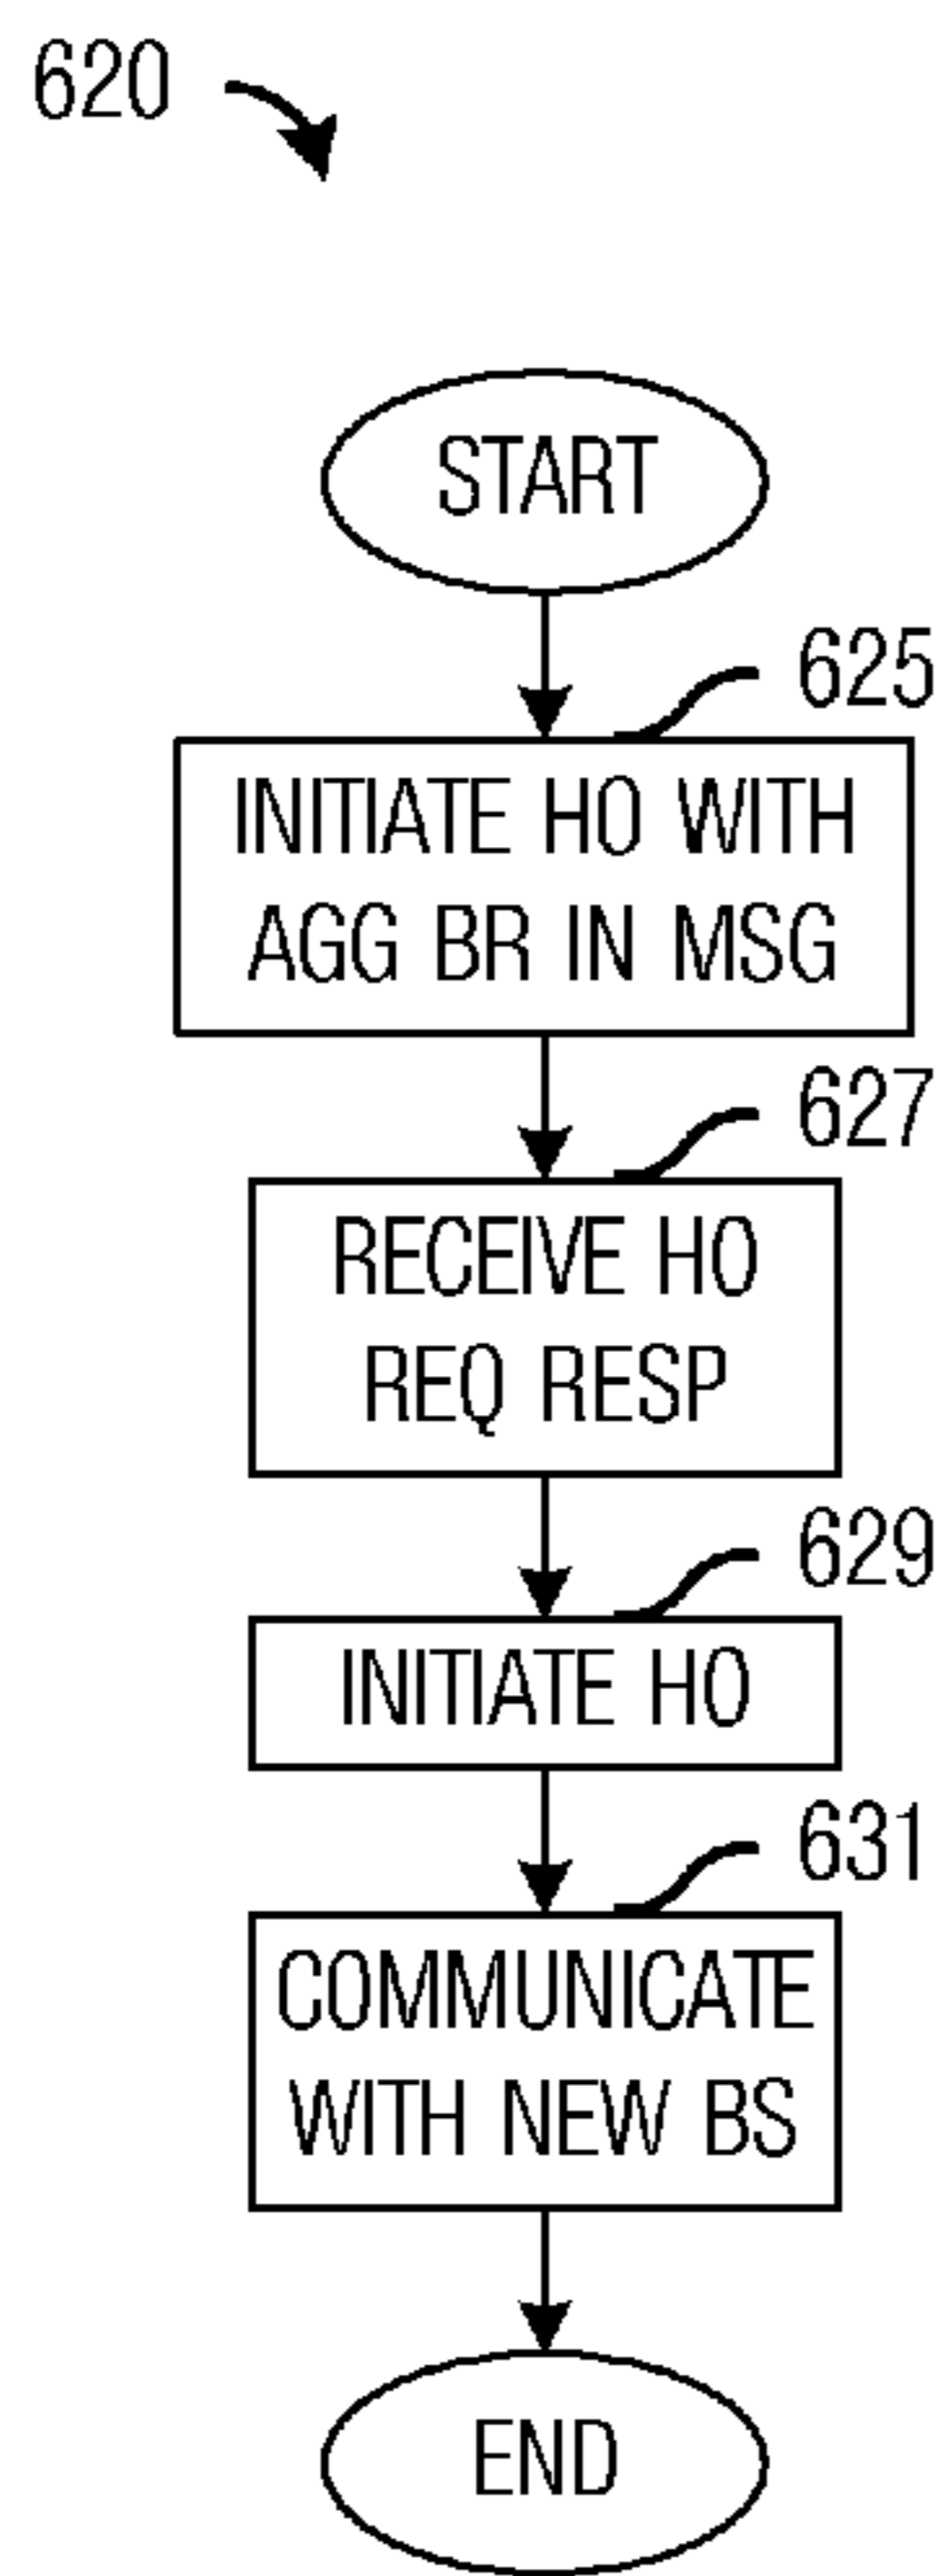 620
START
625
INITIATE HO WITH
AGG BR IN MSG
627
RECEIVE HO
REQ RESP
629
INITIATE HO
631
COMMUNICATE
WITH NEW BS
END